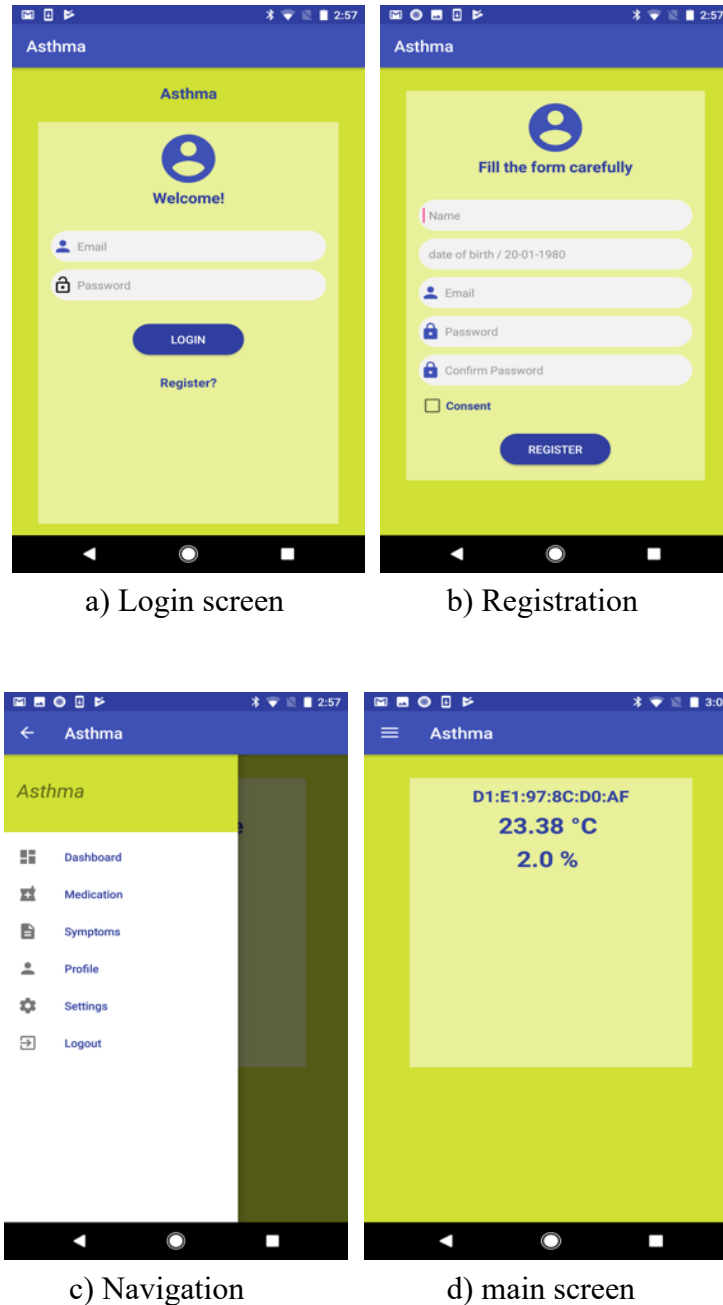 2:57
Asthma
Asthma
Welcome!
Email
Password
LOGIN
Register?
a) Login screen
2:57
Asthma
Fill the form carefully
Name
date of birth / 20-01-1980
Email
Password
Confirm Password
Consent
REGISTER
b) Registration
2:57
Asthma
Asthma
Dashboard
Medication
Symptoms
Profile
Settings
Logout
c) Navigation
3:0
Asthma
D1:E1:97:8C:D0:AF
23.38 °C
2.0 %
d) main screen